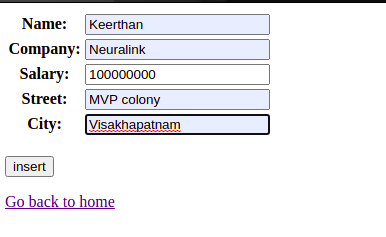 Name: Keerthan
Company: Neuralink
Salary: 100000000
Street: MVP colony
City: Visakhapatnam
insert
Go back to home